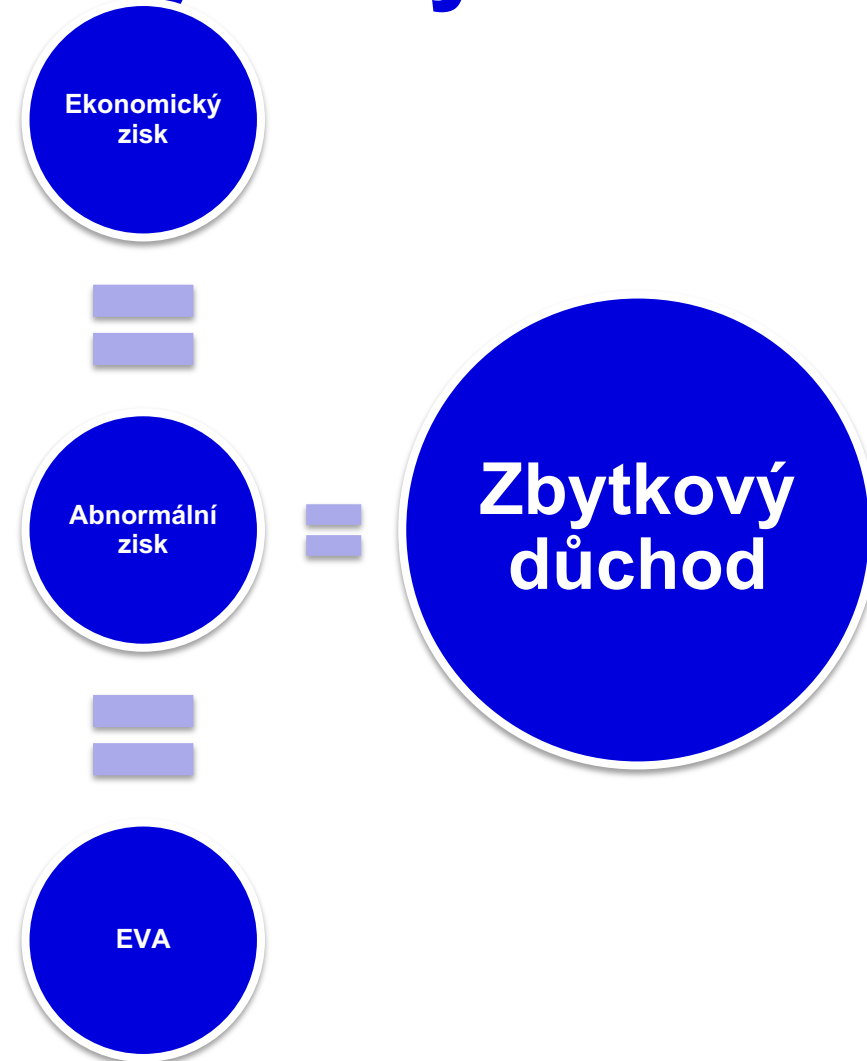 Ekonomický
zisk
Abnormální
zisk
EVA
Zbytkový
důchod